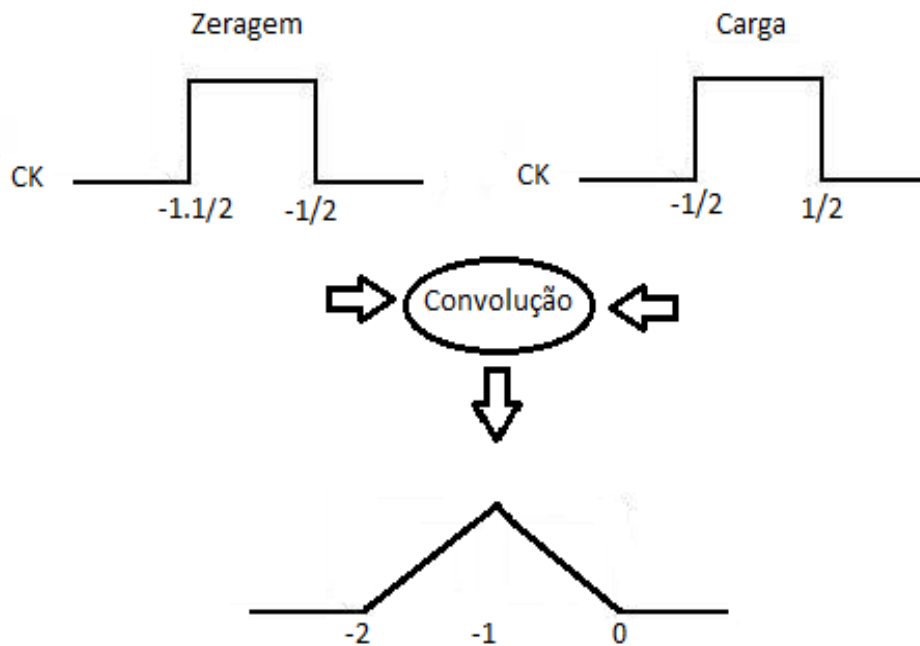 Zeragem
Carga
CK
-1.1/2
-1/2
CK
-1/2
1/2
Convolução
-2
-1
0